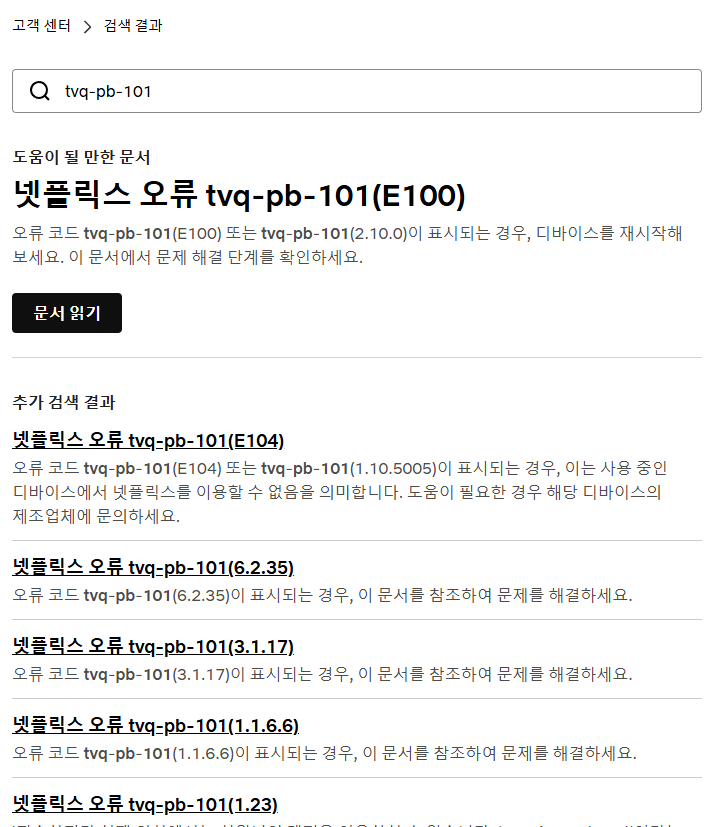 고객 센터 > 검색 결과
tvq-pb-101
도움이 될 만한 문서
넷플릭스 오류 tvq-pb-101(E100)
오류 코드 tvq-pb-101(E100) 또는 tvq-pb-101(2.10.0)이 표시되는 경우, 디바이스를 재시작해
보세요. 이 문서에서 문제 해결 단계를 확인하세요.
문서 읽기
추가 검색 결과
넷플릭스 오류 tvq-pb-101(E104)
오류 코드 tvq-pb-101(E104) 또는 tvq-pb-101(1.10.5005)이 표시되는 경우, 이는 사용 중인
디바이스에서 넷플릭스를 이용할 수 없음을 의미합니다. 도움이 필요한 경우 해당 디바이스의
제조업체에 문의하세요.
넷플릭스 오류 tvq-pb-101(6.2.35)
오류 코드 tvq-pb-101(6.2.35)이 표시되는 경우, 이 문서를 참조하여 문제를 해결하세요.
넷플릭스 오류 tvq-pb-101(3.1.17)
오류 코드 tvq-pb-101(3.1.17)이 표시되는 경우, 이 문서를 참조하여 문제를 해결하세요.
넷플릭스 오류 tvq-pb-101(1.1.6.6)
오류 코드 tvq-pb-101(1.1.6.6)이 표시되는 경우, 이 문서를 참조하여 문제를 해결하세요.
넷플릭스 오류 tvq-pb-101(1.23)